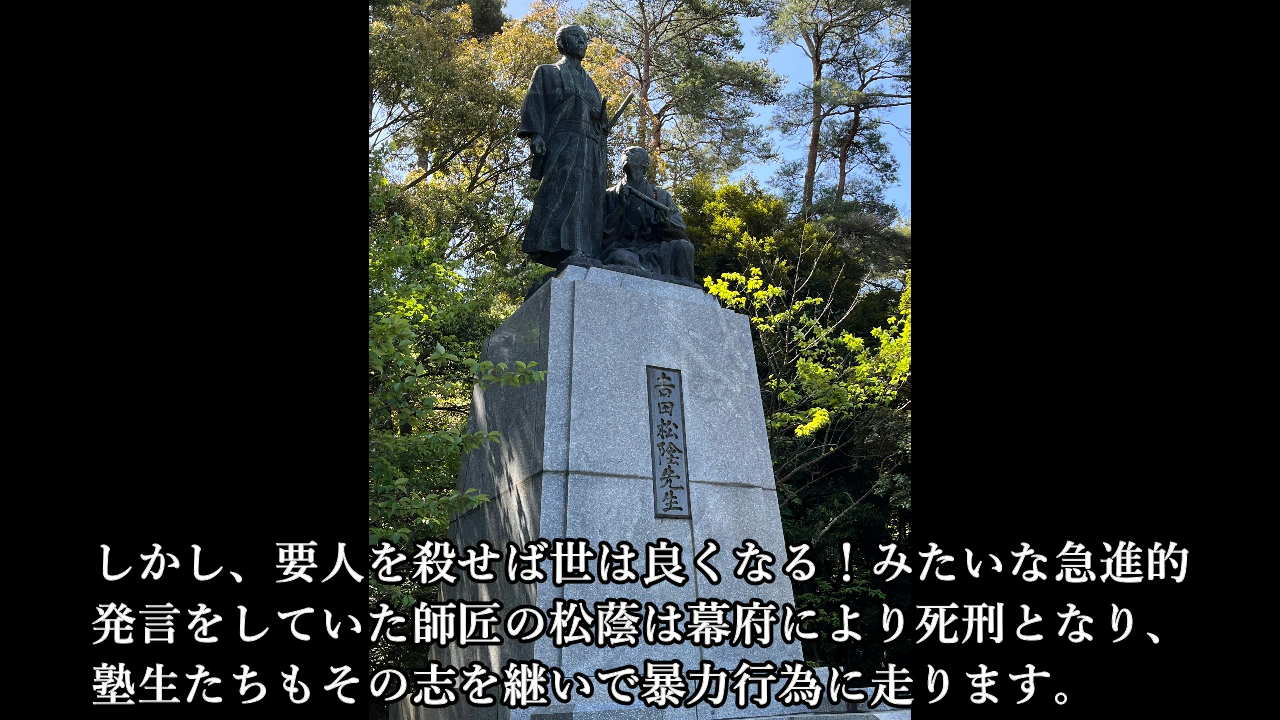 吉田松陰先生
しかし、要人を殺せば世は良くなる！みたいな急進的
発言をしていた師匠の松蔭は幕府により死刑となり、
塾生たちもその志を継いで暴力行為に走ります。